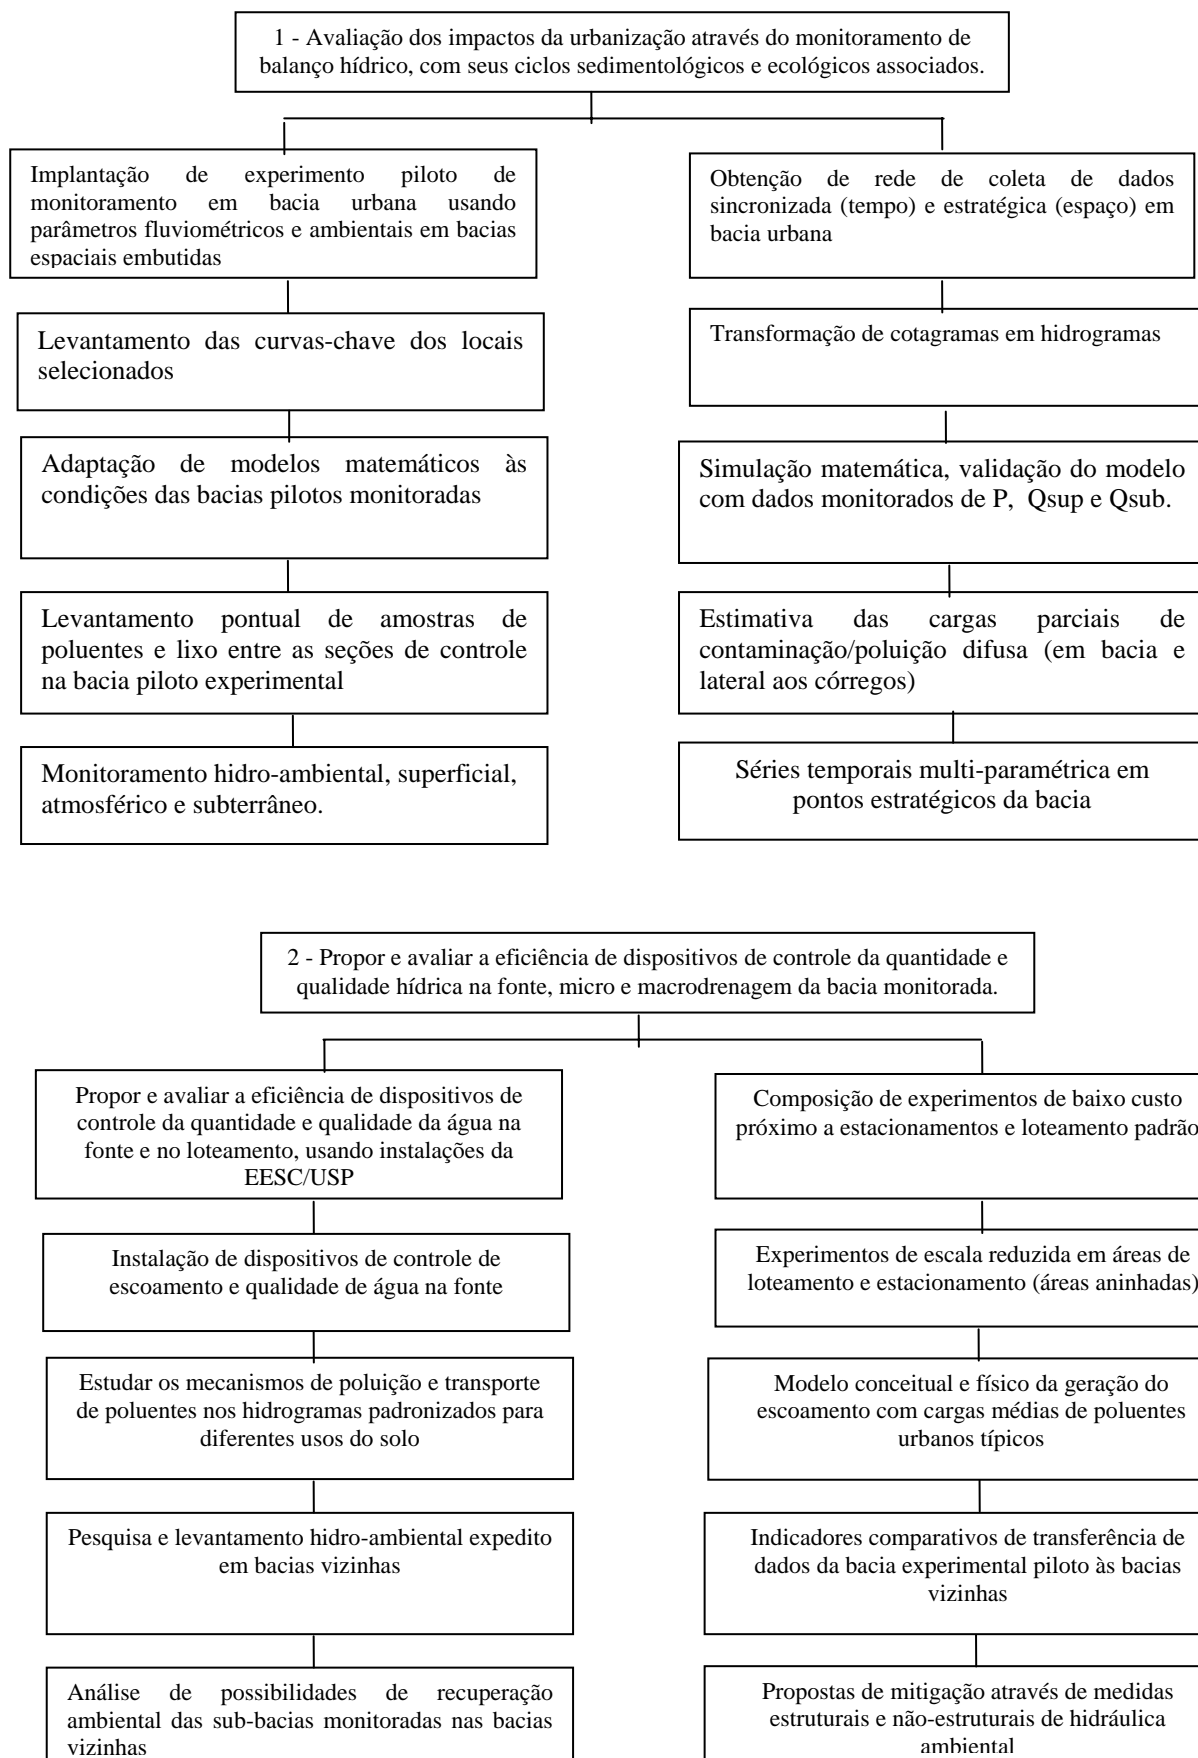 1 - Avaliação dos impactos da urbanização através do monitoramento de
balanço hídrico, com seus ciclos sedimentológicos e ecológicos associados.
Implantação de experimento piloto de
monitoramento em bacia urbana usando
parâmetros fluviométricos e ambientais em bacias
espaciais embutidas
Obtenção de rede de coleta de dados
sincronizada (tempo) e estratégica (espaço) em
bacia urbana
Levantamento das curvas-chave dos locais
selecionados
Transformação de cotagramas em hidrogramas
Adaptação de modelos matemáticos às
condições das bacias pilotos monitoradas
Simulação matemática, validação do modelo
com dados monitorados de P, Qsup e Qsub.
Levantamento pontual de amostras de
poluentes e lixo entre as seções de controle
na bacia piloto experimental
Estimativa das cargas parciais de
contaminação/poluição difusa (em bacia e
lateral aos córregos)
Monitoramento hidro-ambiental, superficial,
atmosférico e subterrâneo.
Séries temporais multi-paramétrica em
pontos estratégicos da bacia
2 - Propor e avaliar a eficiência de dispositivos de controle da quantidade e
qualidade hídrica na fonte, micro e macrodrenagem da bacia monitorada.
Propor e avaliar a eficiência de dispositivos de
controle da quantidade e qualidade da água na
fonte e no loteamento, usando instalações da
EESC/USP
Composição de experimentos de baixo custo
próximo a estacionamentos e loteamento padrão
Instalação de dispositivos de controle de
escoamento e qualidade de água na fonte
Experimentos de escala reduzida em áreas de
loteamento e estacionamento (áreas aninhadas)
Estudar os mecanismos de poluição e transporte
de poluentes nos hidrogramas padronizados para
diferentes usos do solo
Modelo conceitual e físico da geração do
escoamento com cargas médias de poluentes
urbanos típicos
Pesquisa e levantamento hidro-ambiental expedito
em bacias vizinhas
Indicadores comparativos de transferência de
dados da bacia experimental piloto às bacias
vizinhas
Análise de possibilidades de recuperação
ambiental das sub-bacias monitoradas nas bacias
vizinhas
Propostas de mitigação através de medidas
estruturais e não-estruturais de hidráulica
ambiental